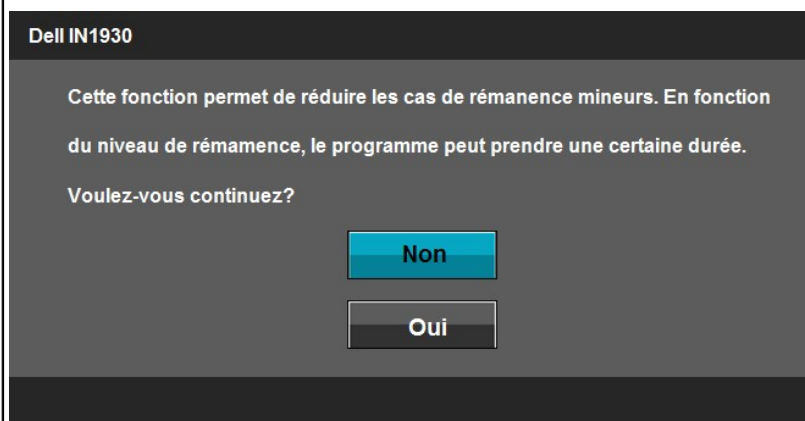 Dell IN1930
Cette fonction permet de réduire les cas de rémanence mineurs. En fonction
du niveau de rémamence, le programme peut prendre une certaine durée.
Voulez-vous continuez?
Non
Oui